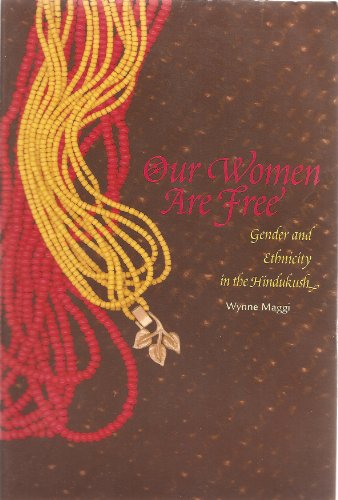 Our Women
Are Free
Gender and
Ethnicity
in the Hindukush
Wynne Maggi